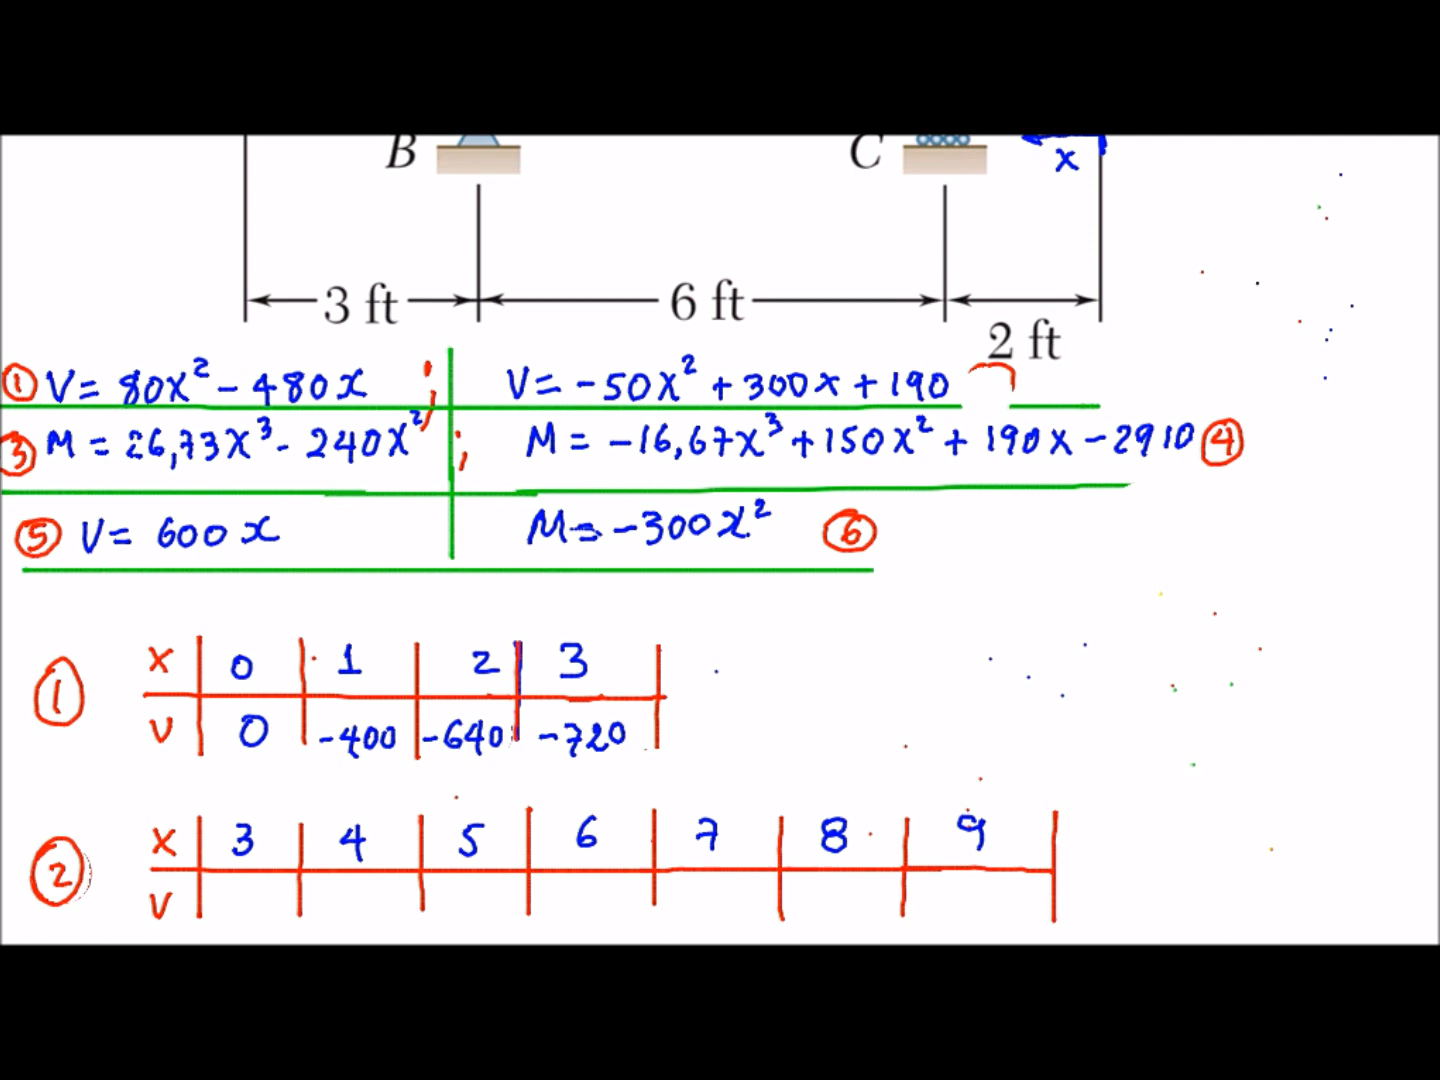 B C x
3 ft 6 ft 2 ft
① V = 80x² - 480x ; V = -50x² + 300x + 190
③ M = 26,73x³ - 240x² ; M = -16,67x³ + 150x² + 190x - 2910 ④
⑤ V = 600x M = -300x² ⑥
① x 0 1 2 3
V 0 -400 -640 -720
② x 3 4 5 6 7 8 9
V